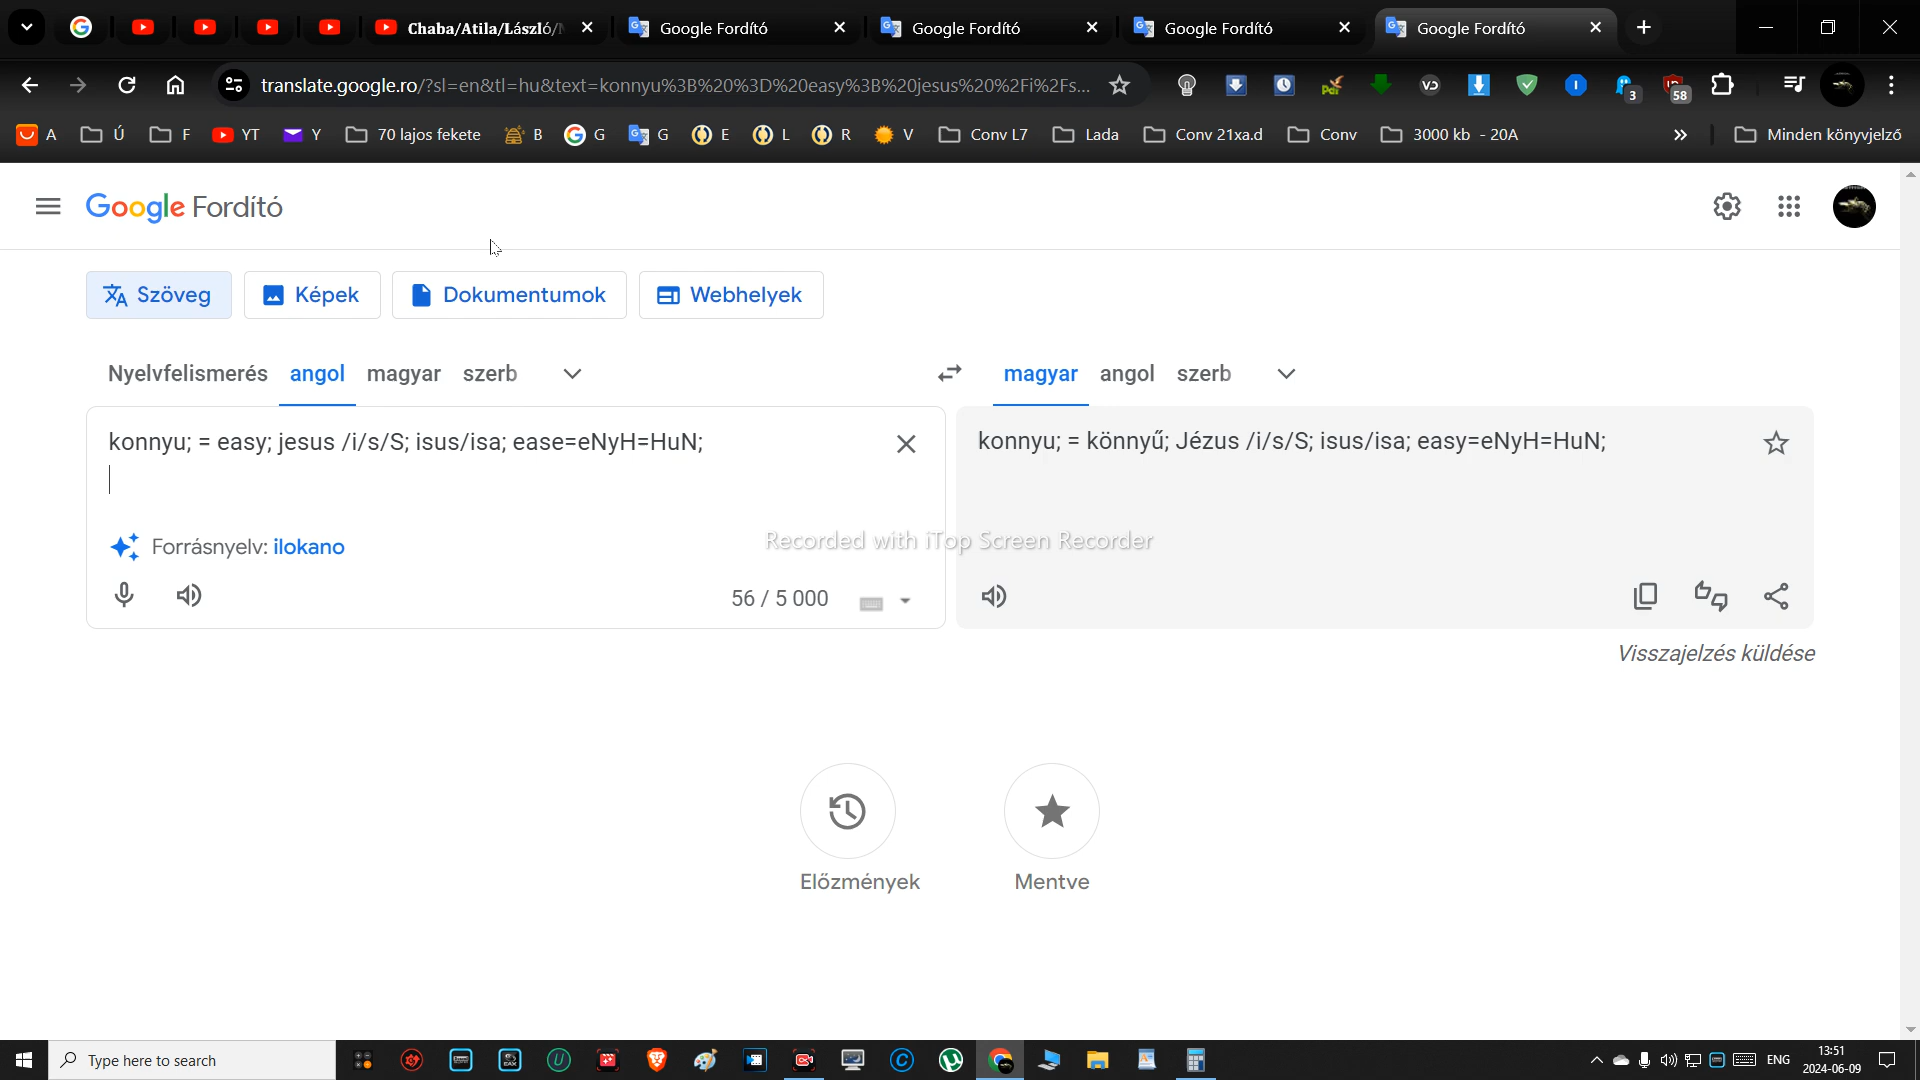 Chaba/Atila/László/
Google Fordító
Google Fordító
Google Fordító
Google Fordító
translate.google.ro/?sl=en&tl=hu&text=konnyu%3B%20%3D%20easy%3B%20jesus%20%2Fi%2Fs...
3
58
A
Ú
F
YT
Y
70 lajos fekete
B
G
G
E
L
R
V
Conv L7
Lada
Conv 21xa.d
Conv
3000 kb - 20A
»
Minden könyvjelző
Google Fordító
Szöveg
Képek
Dokumentumok
Webhelyek
Nyelvfelismerés angol magyar szerb
magyar angol szerb
konnyu; = easy; jesus /i/s/S; isus/isa; ease=eNyH=HuN;
konnyu; = könnyű; Jézus /i/s/S; isus/isa; easy=eNyH=HuN;
Recorded with iTop Screen Recorder
Forrásnyelv: ilokano
56 / 5 000
Visszajelzés küldése
Előzmények
Mentve
Type here to search
ENG
13:51
2024-06-09